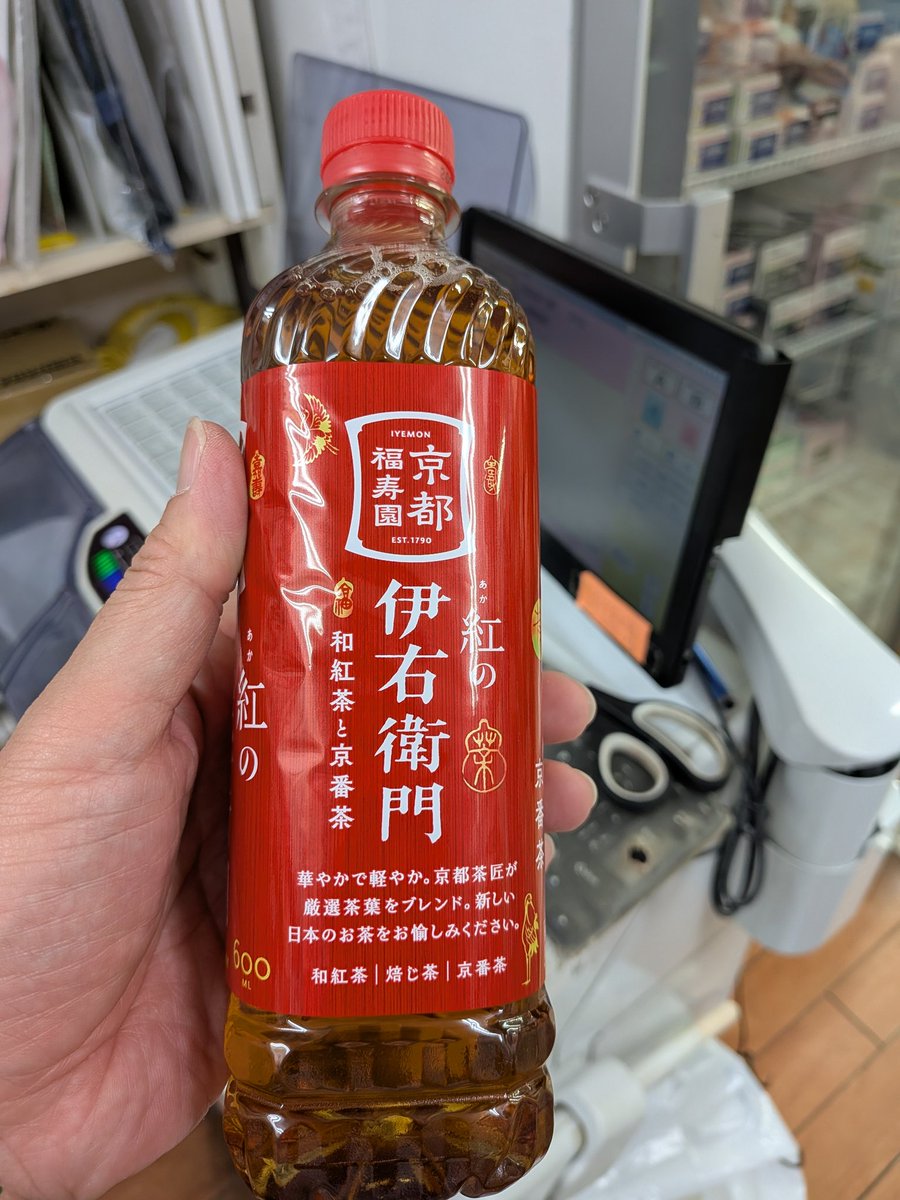 IYEMON
京都
福寿園
EST.1790
あか
紅の
伊右衛門
和紅茶と京番茶
茶
華やかで軽やか。京都茶匠が
厳選茶葉をブレンド。新しい
日本のお茶をお愉しみください。
和紅茶|焙じ茶|京番茶
600
ML
あか
紅の
京番茶